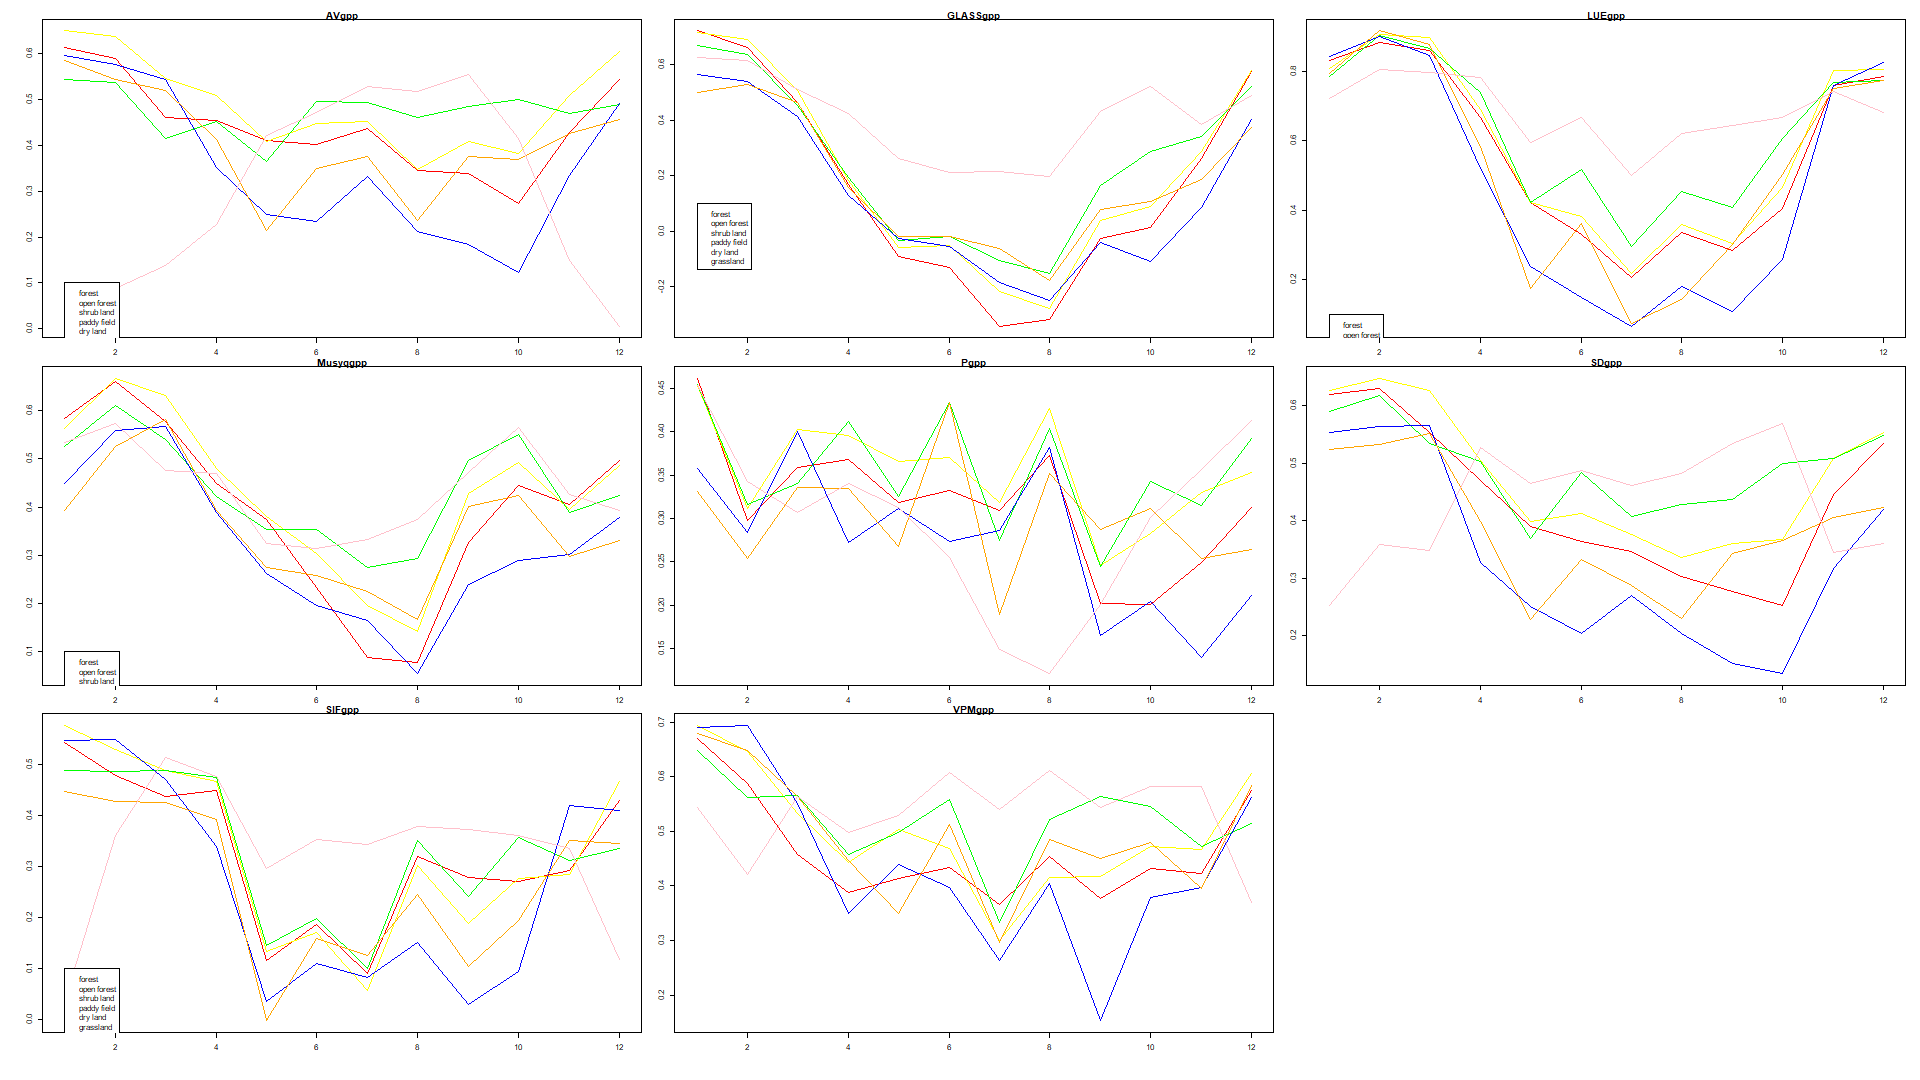 AVgpp
0.6
0.5
0.4
0.3
0.2
0.1
0.0
forest
open forest
shrub land
paddy field
dry land
2 4 6 8 10 12
GLASSgpp
0.6
0.4
0.2
0.0
-0.2
forest
open forest
shrub land
paddy field
dry land
grassland
2 4 6 8 10 12
LUEgpp
0.8
0.6
0.4
0.2
forest
open forest
2 4 6 8 10 12
Musyqgpp
0.6
0.5
0.4
0.3
0.2
0.1
forest
open forest
shrub land
2 4 6 8 10 12
Pgpp
0.45
0.40
0.35
0.30
0.25
0.20
0.15
2 4 6 8 10 12
SDgpp
0.6
0.5
0.4
0.3
0.2
2 4 6 8 10 12
SIFgpp
0.5
0.4
0.3
0.2
0.1
0.0
forest
open forest
shrub land
paddy field
dry land
grassland
2 4 6 8 10 12
VPMgpp
0.7
0.6
0.5
0.4
0.3
0.2
2 4 6 8 10 12